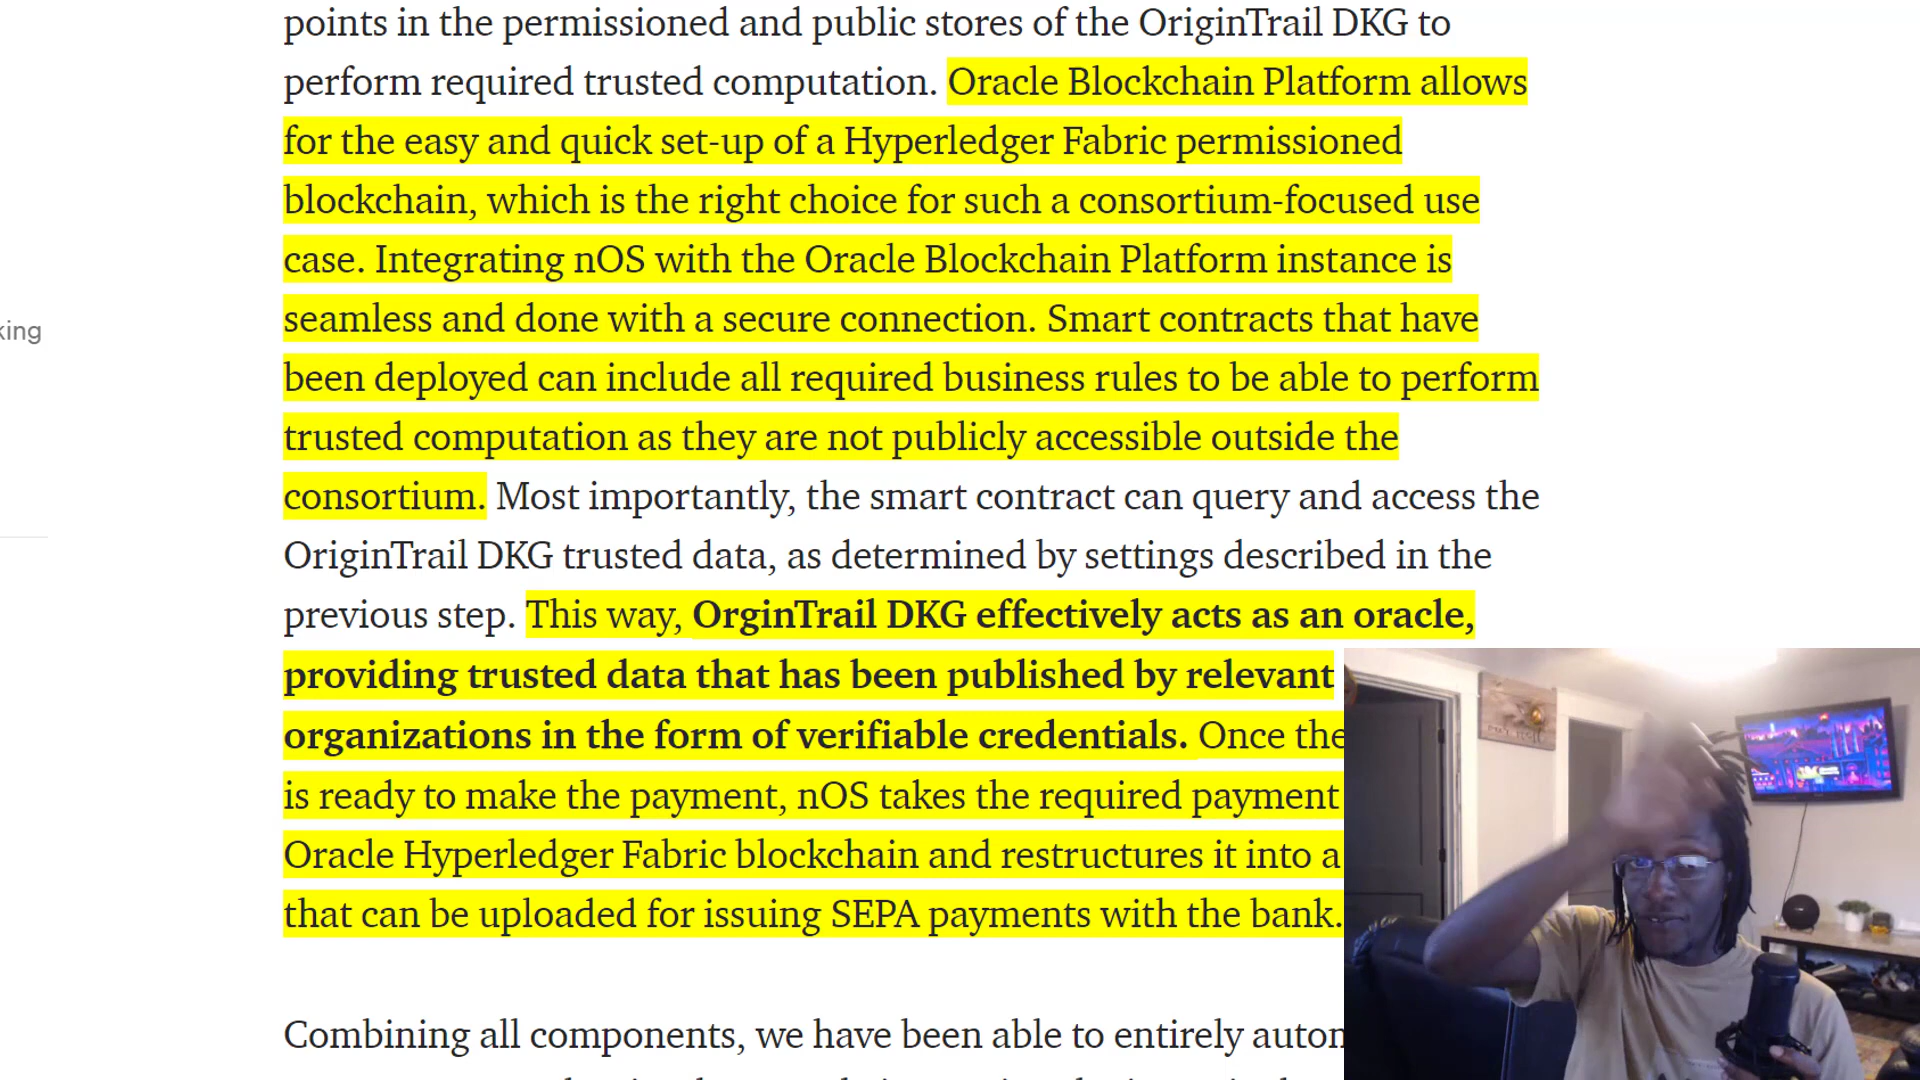 points in the permissioned and public stores of the OriginTrail DKG to
perform required trusted computation. Oracle Blockchain Platform allows
for the easy and quick set-up of a Hyperledger Fabric permissioned
blockchain, which is the right choice for such a consortium-focused use
case. Integrating nOS with the Oracle Blockchain Platform instance is
seamless and done with a secure connection. Smart contracts that have
king
been deployed can include all required business rules to be able to perform
trusted computation as they are not publicly accessible outside the
consortium. Most importantly, the smart contract can query and access the
OriginTrail DKG trusted data, as determined by settings described in the
previous step. This way, OrginTrail DKG effectively acts as an oracle,
providing trusted data that has been published by relevant
organizations in the form of verifiable credentials. Once the
is ready to make the payment, nOS takes the required payment
Oracle Hyperledger Fabric blockchain and restructures it into a
that can be uploaded for issuing SEPA payments with the bank.
Combining all components, we have been able to entirely autom